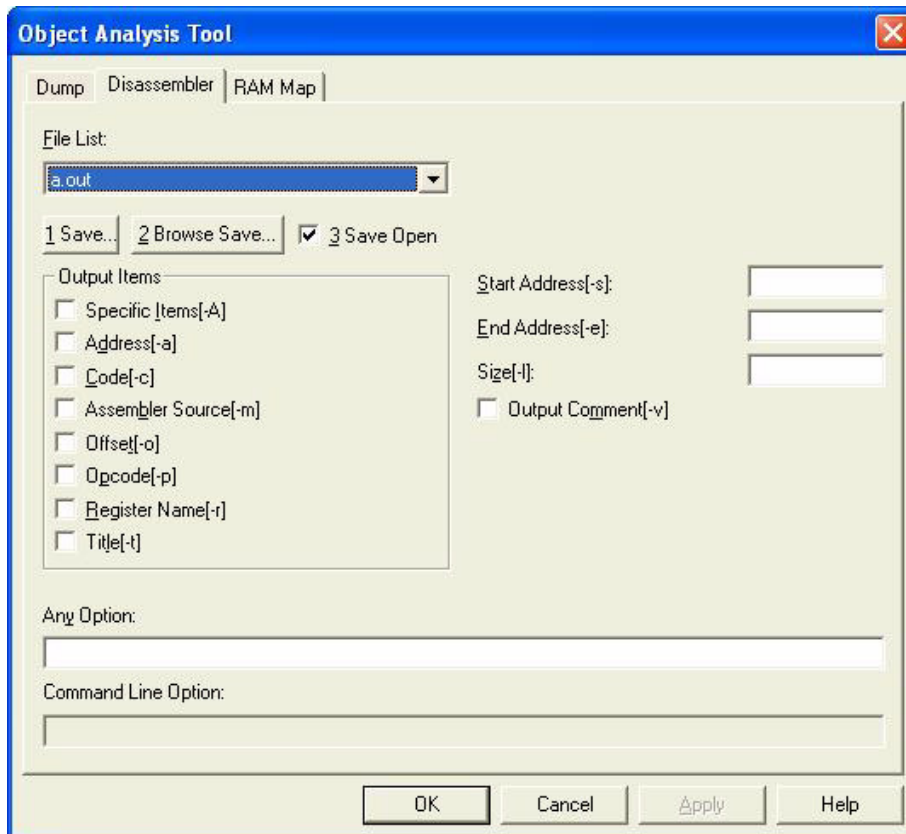 Object Analysis Tool
Dump Disassembler RAM Map
File List:
a.out
1 Save... 2 Browse Save... 3 Save Open
Output Items
Specific Items[-A]
Address[-a]
Code[-c]
Assembler Source[-m]
Offset[-o]
Opcode[-p]
Register Name[-r]
Title[-t]
Start Address[-s]:
End Address[-e]:
Size[-l]:
Output Comment[-v]
Any Option:
Command Line Option:
OK Cancel Apply Help